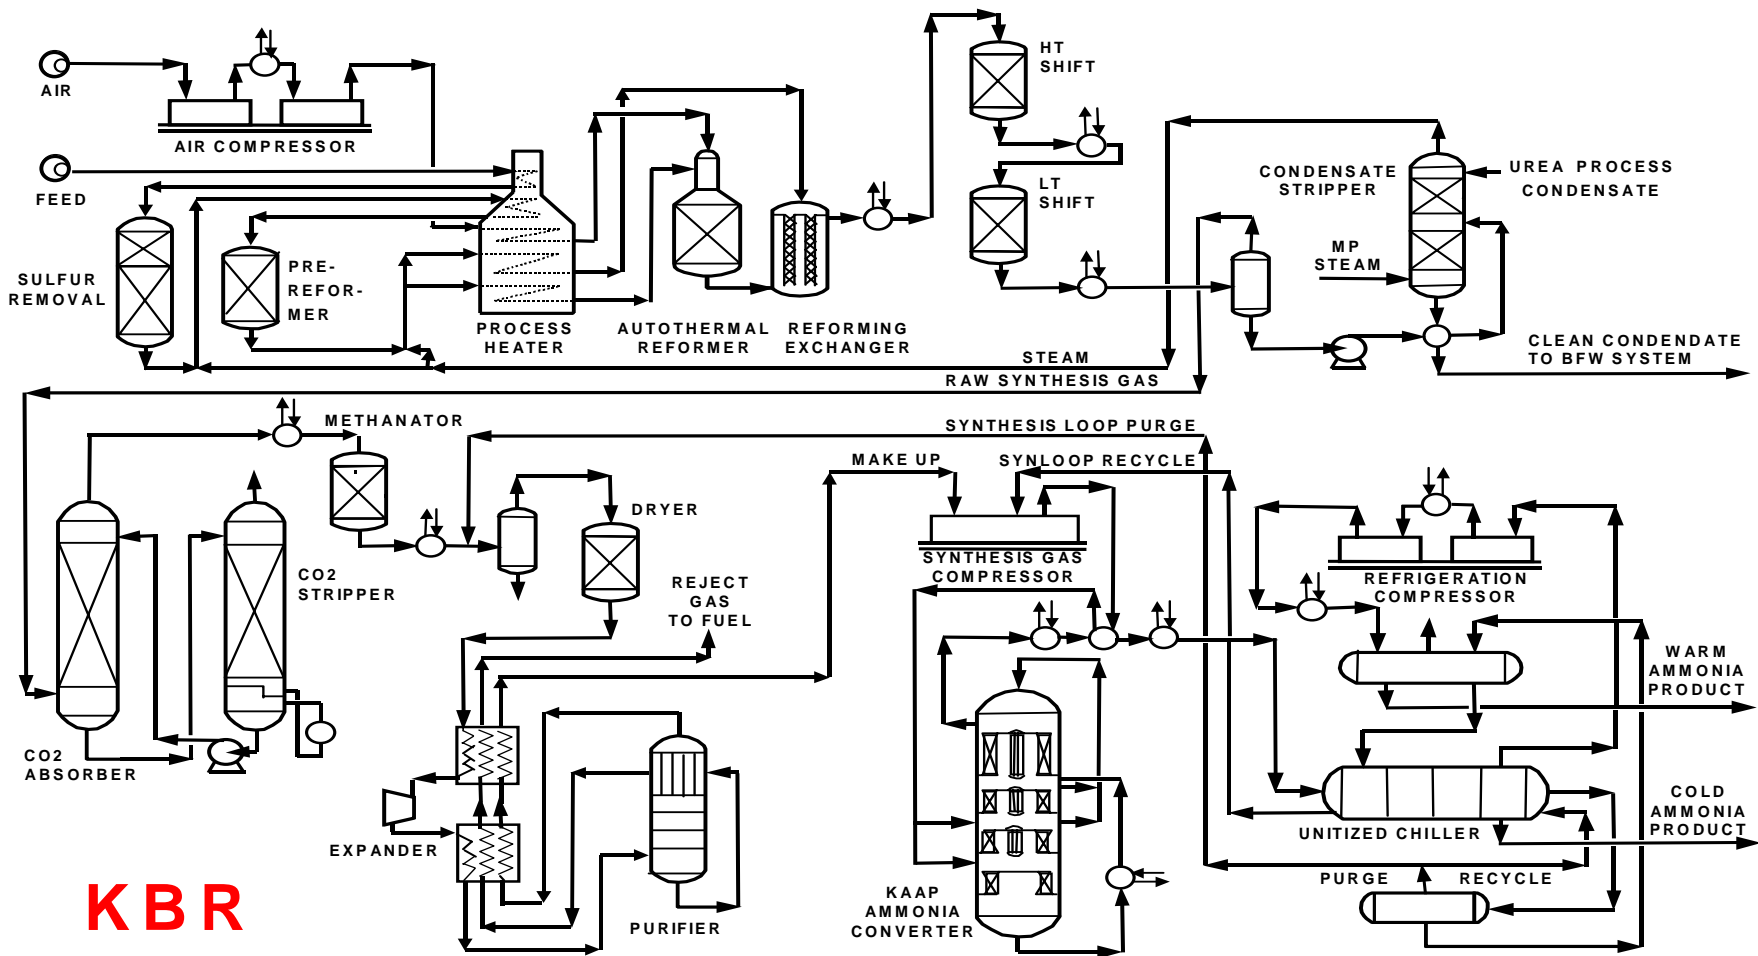 AIR
AIR COMPRESSOR
FEED
SULFUR
REMOVAL
PRE-
REFOR-
MER
PROCESS
HEATER
AUTOTHERMAL
REFORMER
REFORMING
EXCHANGER
HT
SHIFT
LT
SHIFT
CONDENSATE
STRIPPER
UREA PROCESS
CONDENSATE
MP
STEAM
CLEAN CONDENDATE
TO BFW SYSTEM
STEAM
RAW SYNTHESIS GAS
METHANATOR
SYNTHESIS LOOP PURGE
MAKE UP
SYNLOOP RECYCLE
DRYER
CO2
STRIPPER
REJECT
GAS
TO FUEL
SYNTHESIS GAS
COMPRESSOR
REFRIGERATION
COMPRESSOR
WARM
AMMONIA
PRODUCT
CO2
ABSORBER
EXPANDER
COLD
AMMONIA
PRODUCT
UNITIZED CHILLER
PURGE
RECYCLE
KAAP
AMMONIA
CONVERTER
PURIFIER
KBR